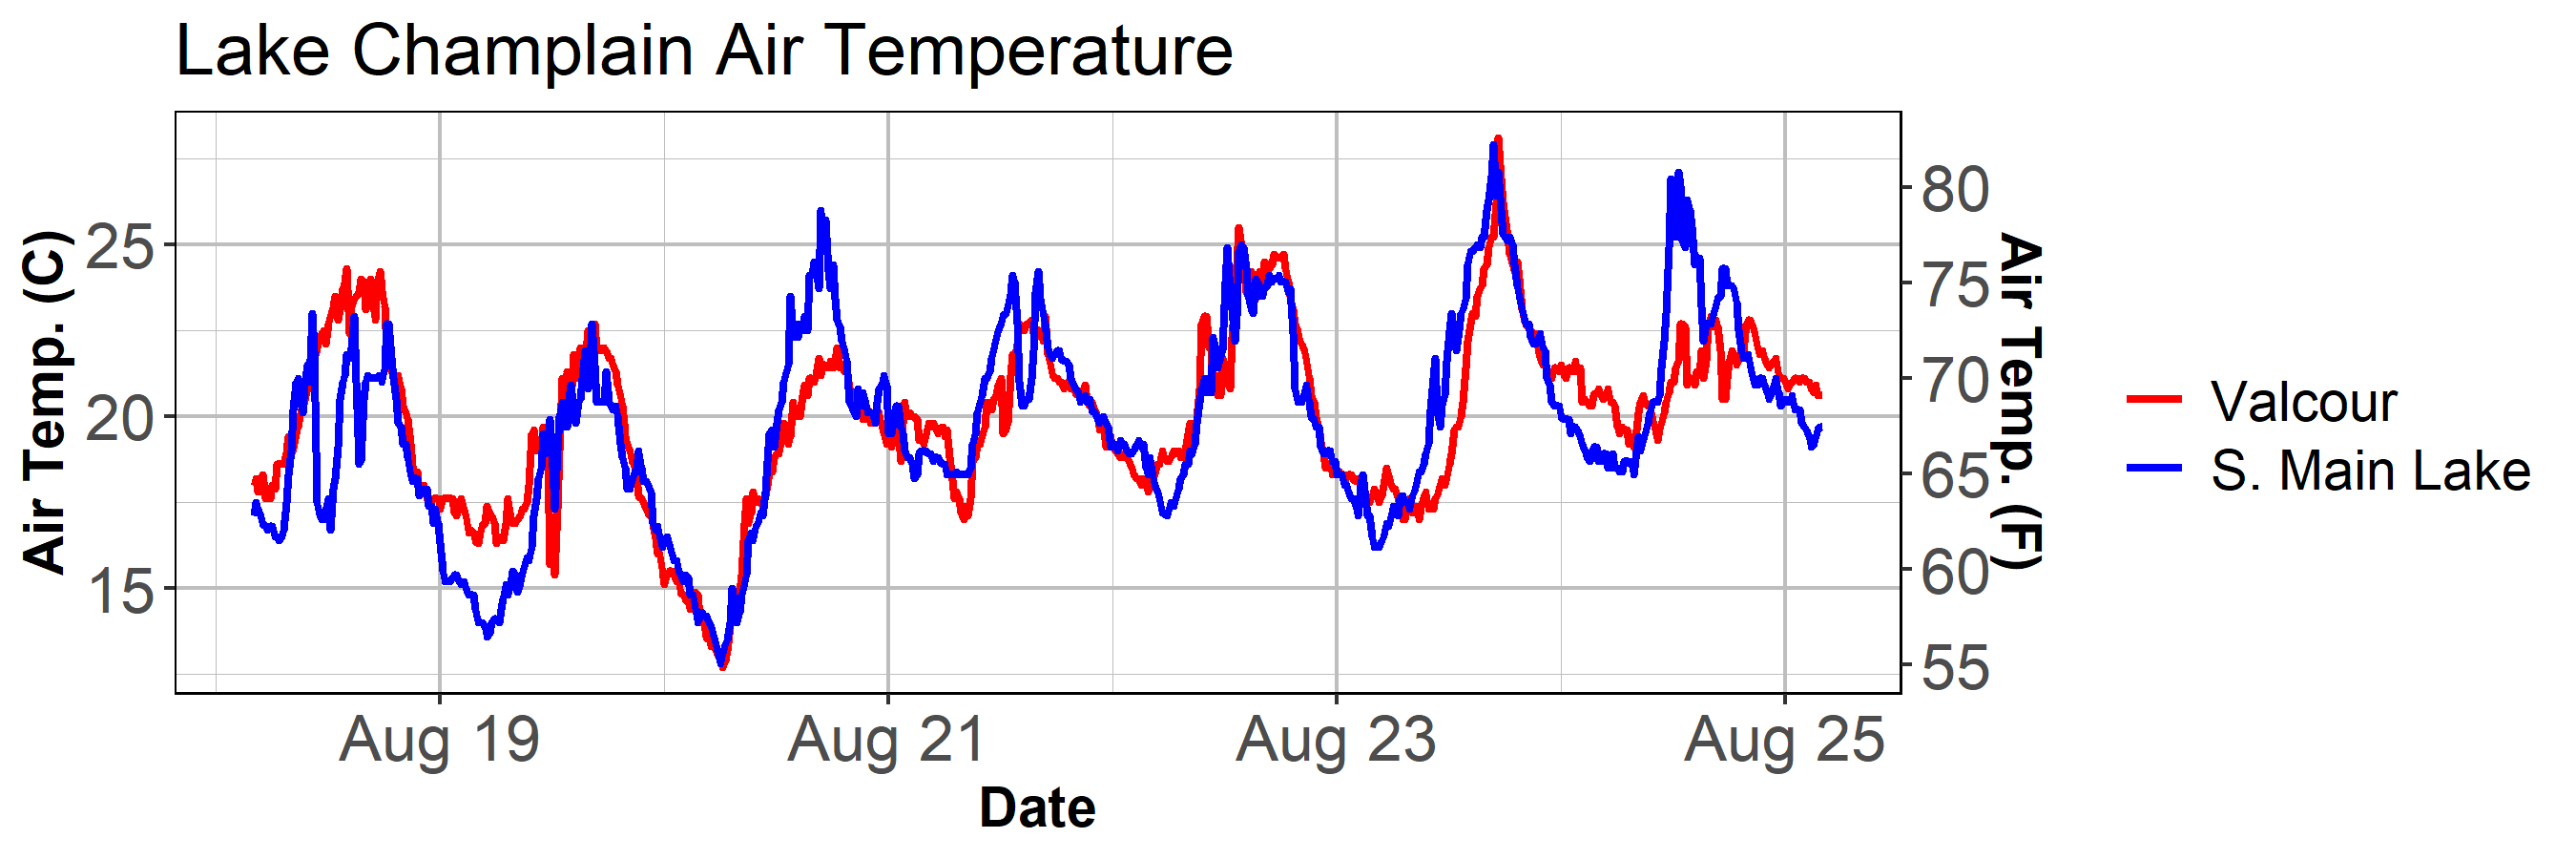 Lake Champlain Air Temperature
Air Temp. (C)
25
20
15
80
75
70
65
60
55
Air Temp. (F)
Aug 19
Aug 21
Aug 23
Aug 25
Date
Valcour
S. Main Lake